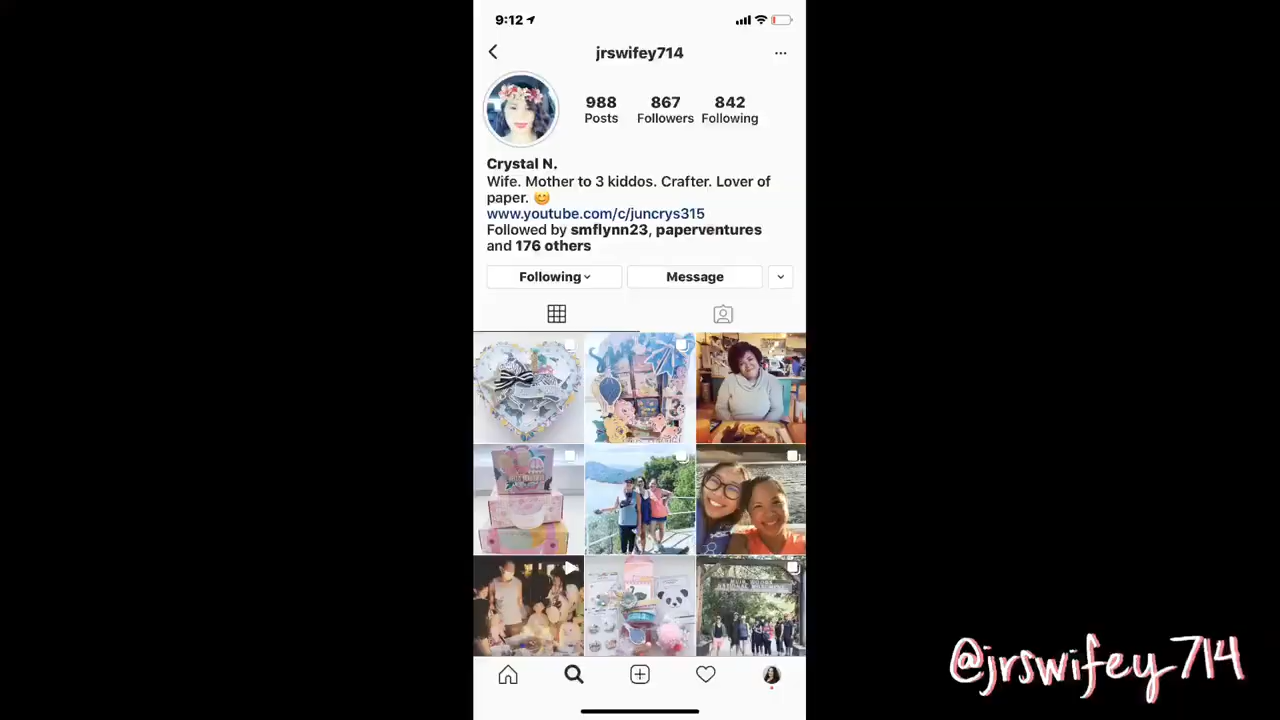 9:12
jrswifey714
...
988 867 842
Posts Followers Following
Crystal N.
Wife. Mother to 3 kiddos. Crafter. Lover of
paper. 😊
www.youtube.com/c/juncrys315
Followed by smflynn23, paperventures
and 176 others
Following Message
@jrswifey714